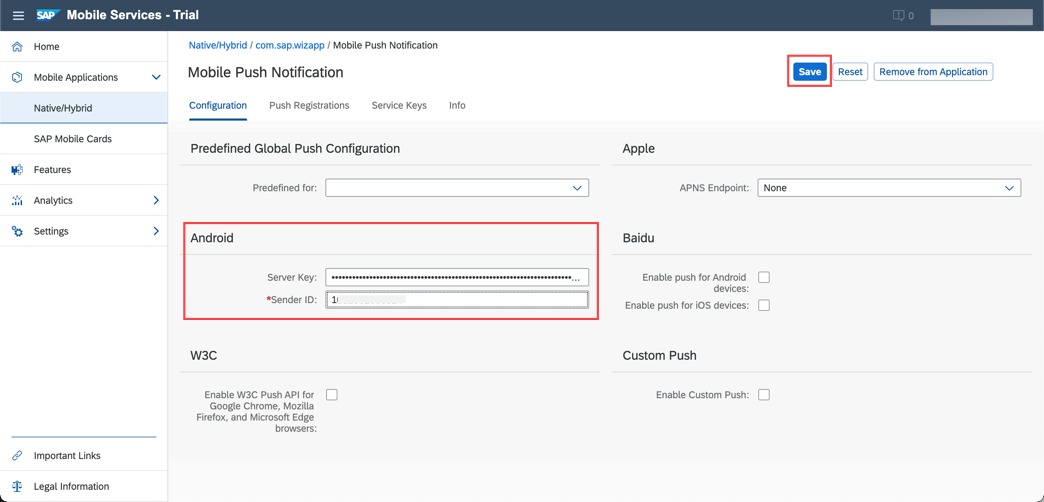 SAP Mobile Services - Trial
0
Home
Mobile Applications
Native/Hybrid
SAP Mobile Cards
Features
Analytics
Settings
Important Links
Legal Information
Native/Hybrid / com.sap.wizapp / Mobile Push Notification
Mobile Push Notification
Save
Reset
Remove from Application
Configuration
Push Registrations
Service Keys
Info
Predefined Global Push Configuration
Predefined for:
Apple
APNS Endpoint:
None
Android
Server Key:
*Sender ID:
Baidu
Enable push for Android
devices:
Enable push for iOS devices:
W3C
Enable W3C Push API for
Google Chrome, Mozilla
Firefox, and Microsoft Edge
browsers:
Custom Push
Enable Custom Push: